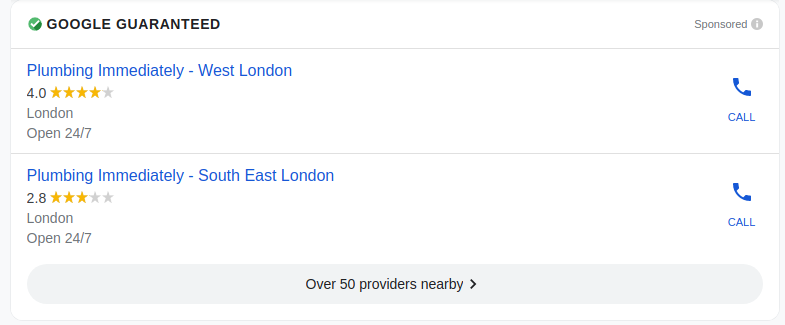 GOOGLE GUARANTEED
Sponsored
Plumbing Immediately - West London
4.0
London
Open 24/7
CALL
Plumbing Immediately - South East London
2.8
London
Open 24/7
CALL
Over 50 providers nearby